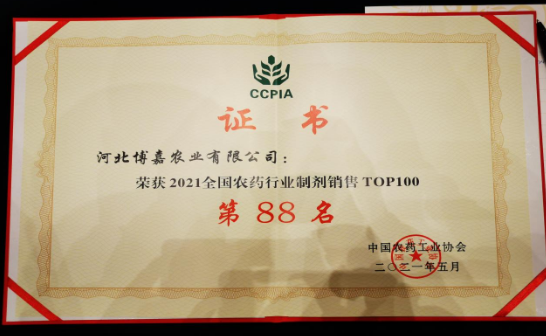 CCPIA
证书
河北博嘉农业有限公司：
荣获2021全国农药行业制剂销售TOP100
第88名
中国农药工业协会
二〇二一年五月